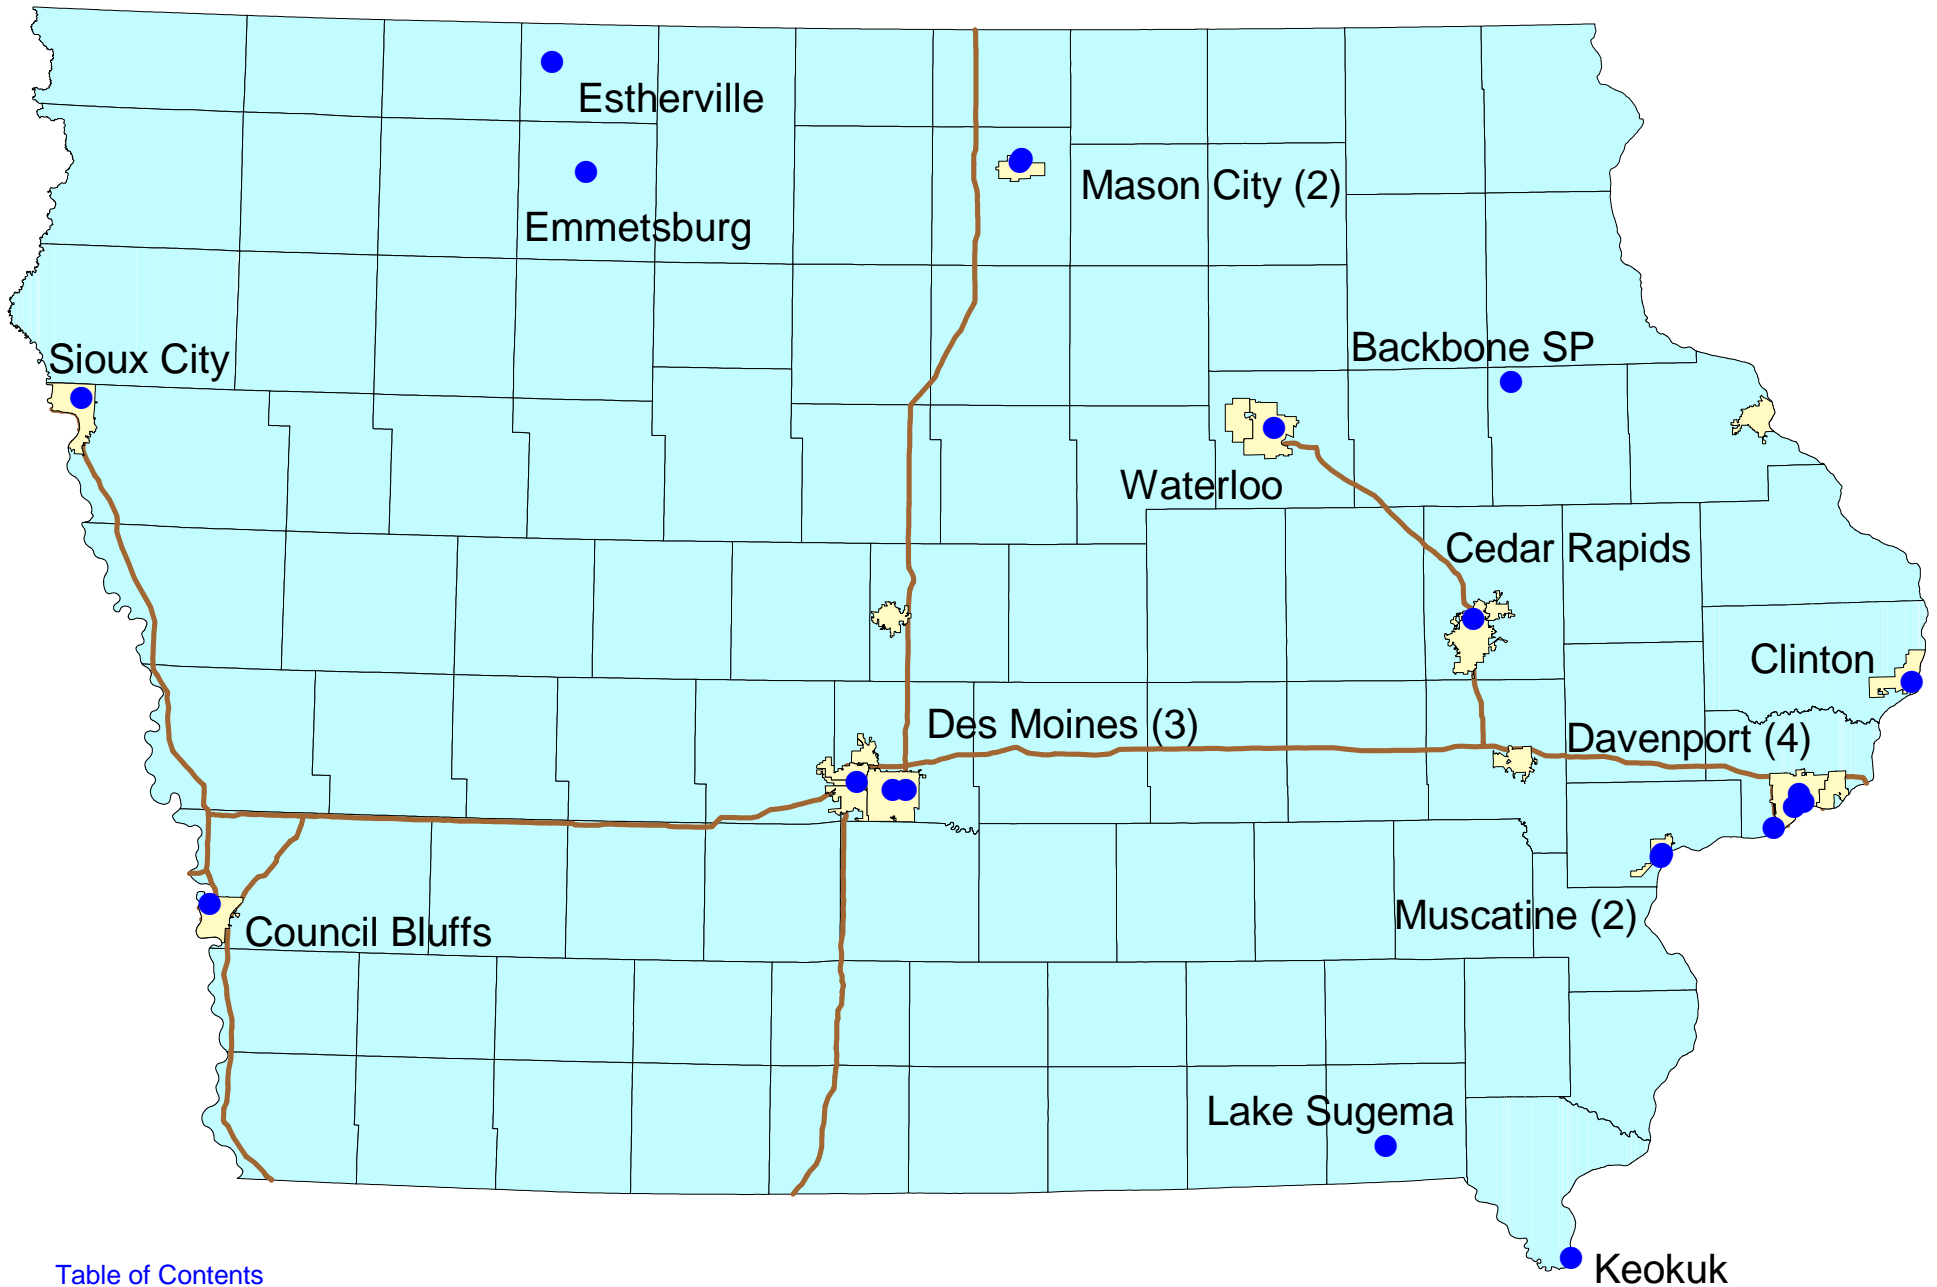 Estherville
Mason City (2)
Emmetsburg
Backbone SP
Sioux City
Waterloo
Cedar Rapids
Clinton
Des Moines (3)
Davenport (4)
Muscatine (2)
Council Bluffs
Lake Sugema
Keokuk
Table of Contents